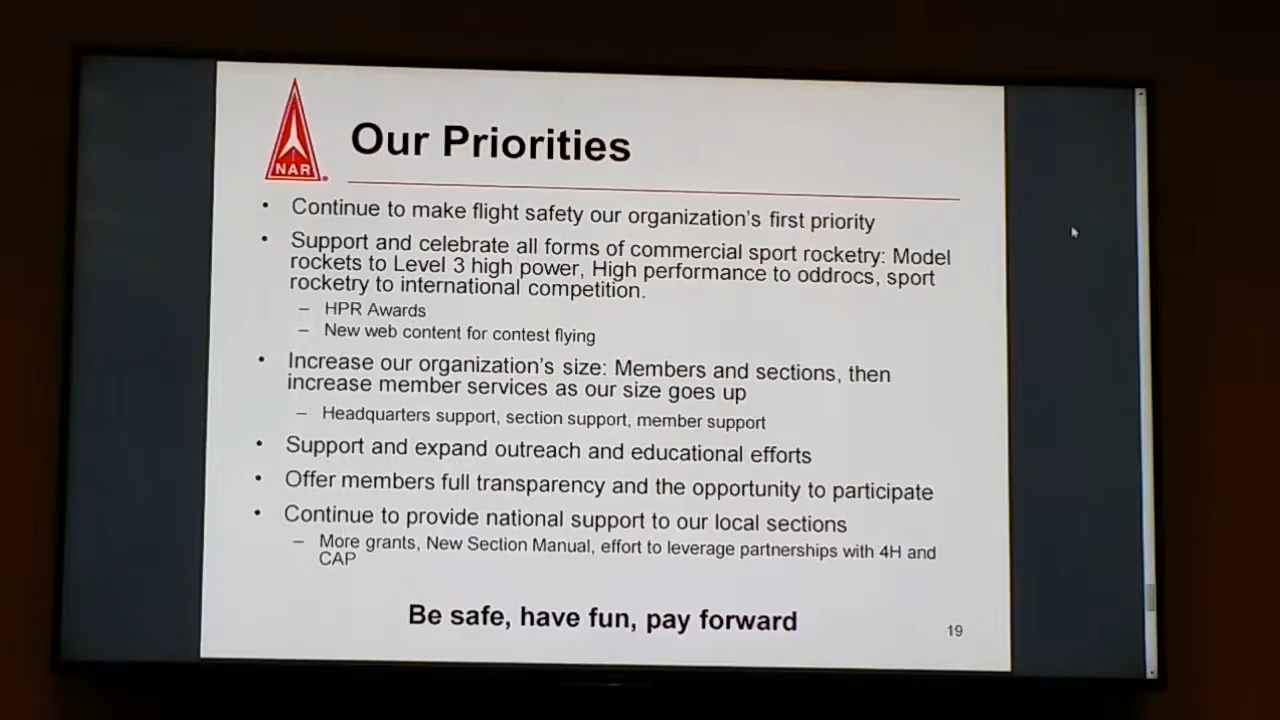 NAR
Our Priorities
• Continue to make flight safety our organization's first priority
• Support and celebrate all forms of commercial sport rocketry: Model
rockets to Level 3 high power, High performance to oddrocs, sport
rocketry to international competition.
– HPR Awards
– New web content for contest flying
• Increase our organization's size: Members and sections, then
increase member services as our size goes up
– Headquarters support, section support, member support
• Support and expand outreach and educational efforts
• Offer members full transparency and the opportunity to participate
• Continue to provide national support to our local sections
– More grants, New Section Manual, effort to leverage partnerships with 4H and
CAP
Be safe, have fun, pay forward
19